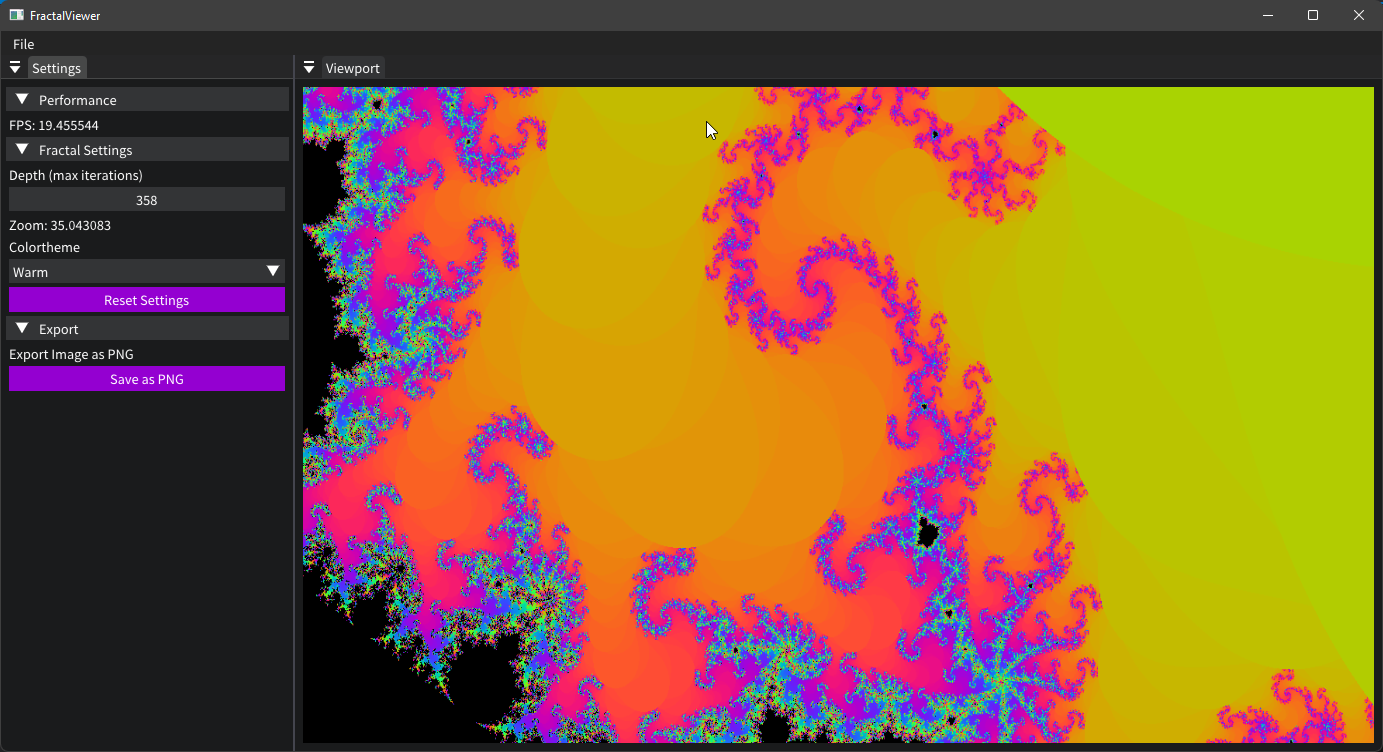 FractalViewer
File
Settings
Performance
FPS: 19.455544
Fractal Settings
Depth (max iterations)
358
Zoom: 35.043083
Colortheme
Warm
Reset Settings
Export
Export Image as PNG
Save as PNG
Viewport